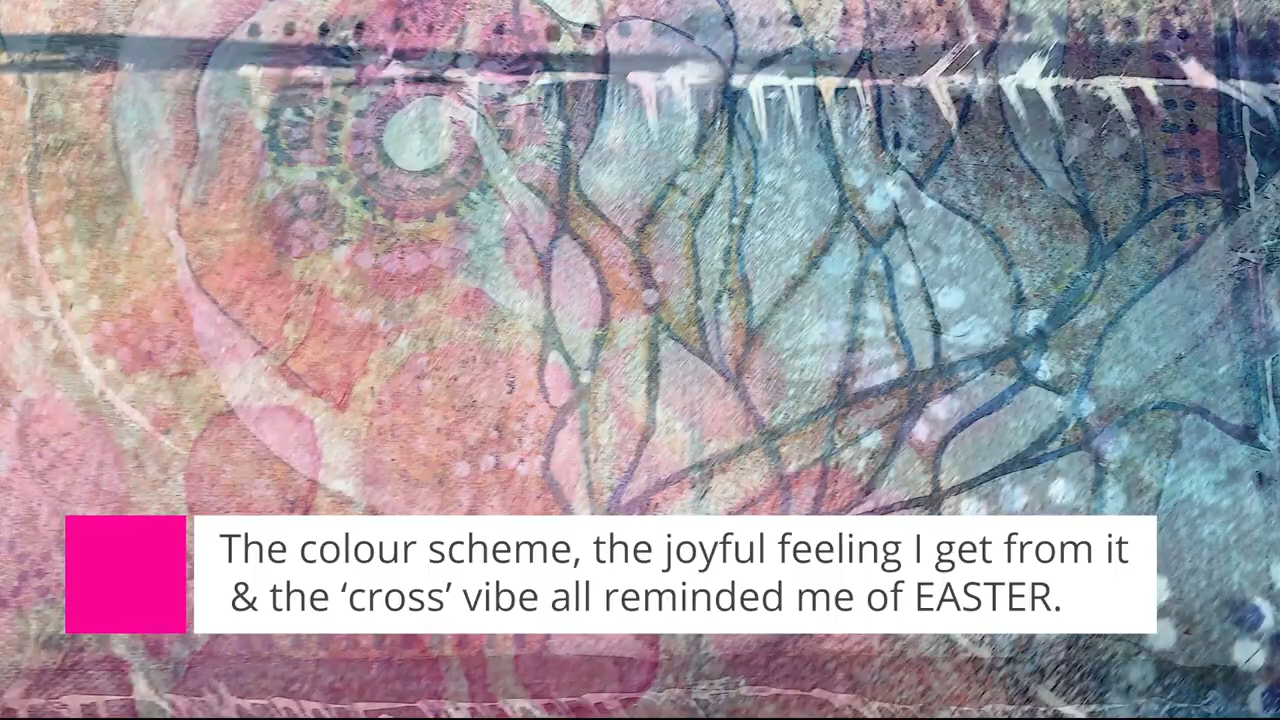 The colour scheme, the joyful feeling I get from it
& the ‘cross’ vibe all reminded me of EASTER.